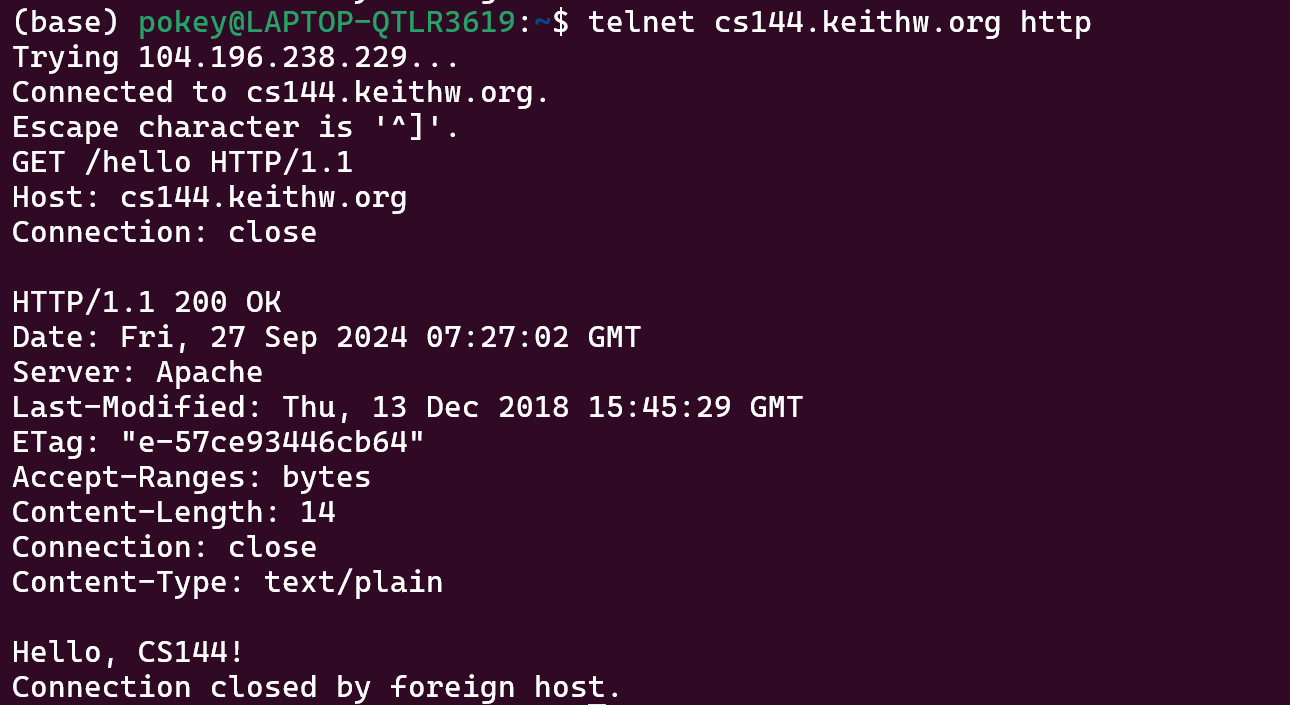 (base) pokey@LAPTOP-QTLR3619:~$ telnet cs144.keithw.org http
Trying 104.196.238.229...
Connected to cs144.keithw.org.
Escape character is '^]'.
GET /hello HTTP/1.1
Host: cs144.keithw.org
Connection: close

HTTP/1.1 200 OK
Date: Fri, 27 Sep 2024 07:27:02 GMT
Server: Apache
Last-Modified: Thu, 13 Dec 2018 15:45:29 GMT
ETag: "e-57ce93446cb64"
Accept-Ranges: bytes
Content-Length: 14
Connection: close
Content-Type: text/plain

Hello, CS144!
Connection closed by foreign host.